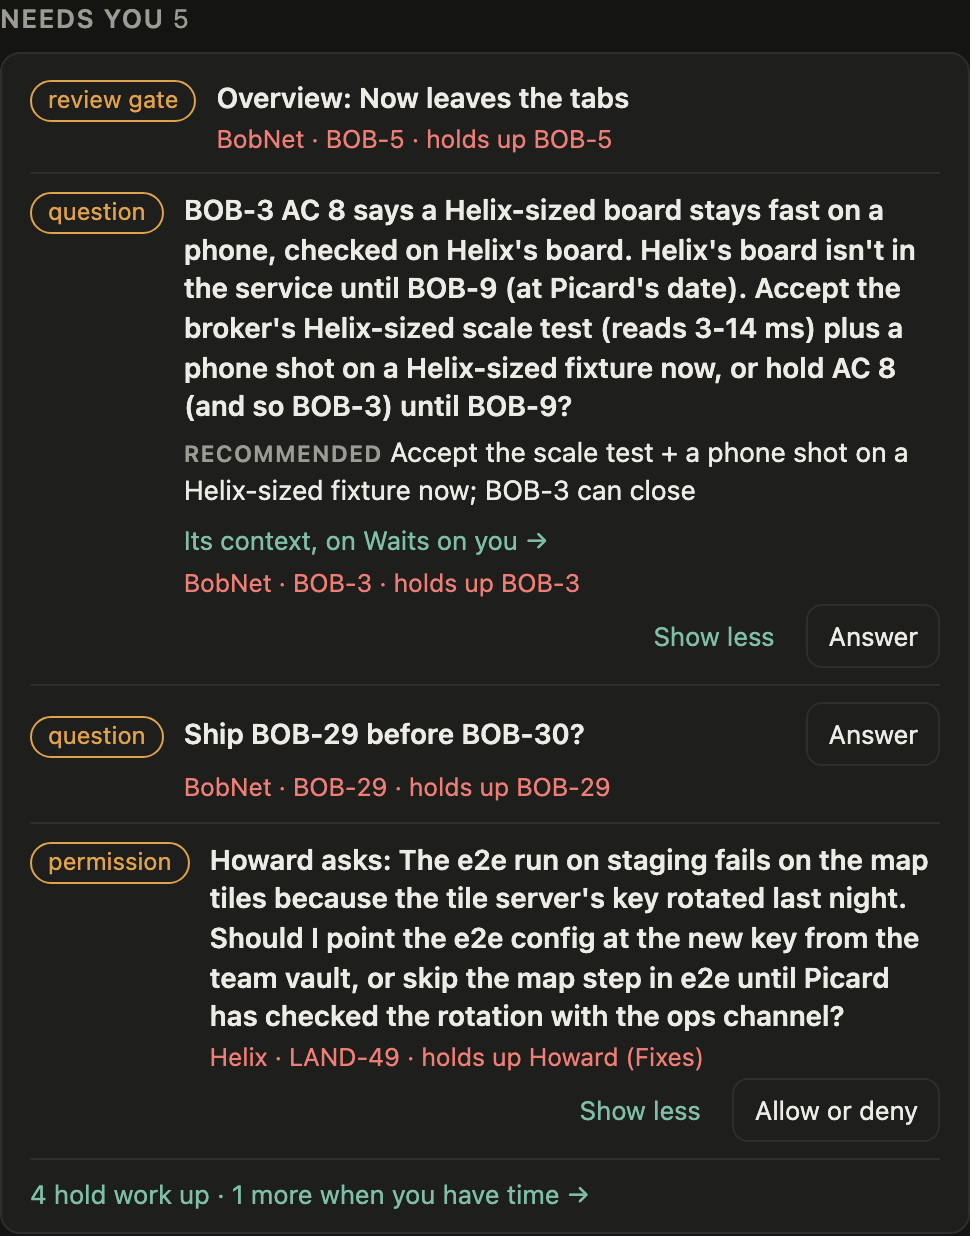 NEEDS YOU 5
review gate
Overview: Now leaves the tabs
BobNet · BOB-5 · holds up BOB-5
question
BOB-3 AC 8 says a Helix-sized board stays fast on a
phone, checked on Helix's board. Helix's board isn't in
the service until BOB-9 (at Picard's date). Accept the
broker's Helix-sized scale test (reads 3-14 ms) plus a
phone shot on a Helix-sized fixture now, or hold AC 8
(and so BOB-3) until BOB-9?
RECOMMENDED Accept the scale test + a phone shot on a
Helix-sized fixture now; BOB-3 can close
Its context, on Waits on you →
BobNet · BOB-3 · holds up BOB-3
Show less
Answer
question
Ship BOB-29 before BOB-30?
Answer
BobNet · BOB-29 · holds up BOB-29
permission
Howard asks: The e2e run on staging fails on the map
tiles because the tile server's key rotated last night.
Should I point the e2e config at the new key from the
team vault, or skip the map step in e2e until Picard
has checked the rotation with the ops channel?
Helix · LAND-49 · holds up Howard (Fixes)
Show less
Allow or deny
4 hold work up · 1 more when you have time →